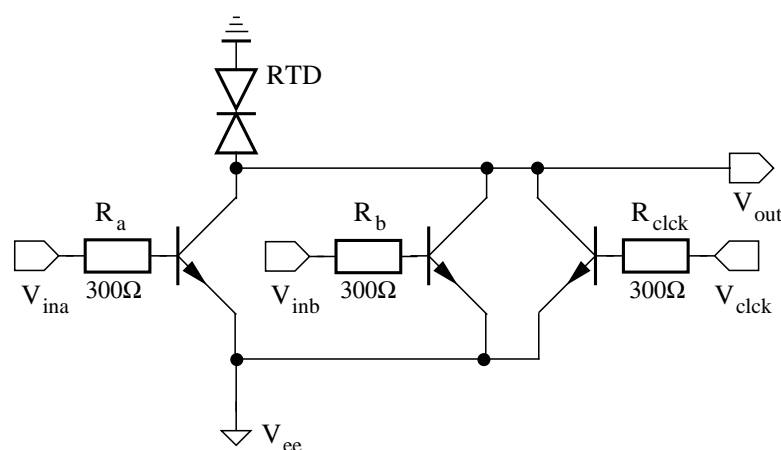 RTD
R_a
R_b
R_clck
V_out
300Ω
300Ω
300Ω
V_ina
V_inb
V_clck
V_ee